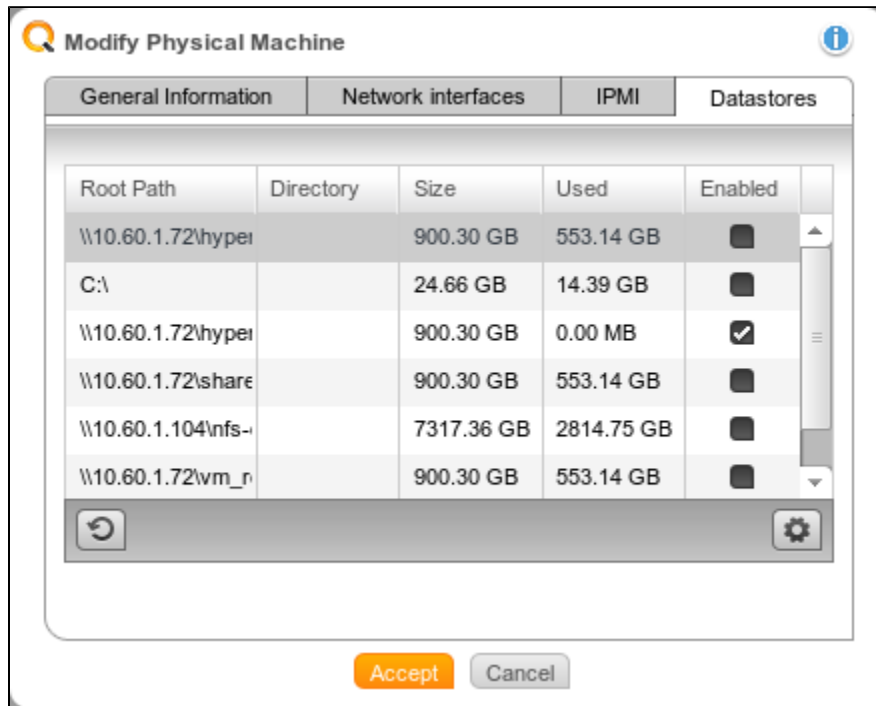 Modify Physical Machine
General Information Network interfaces IPMI Datastores
Root Path Directory Size Used Enabled
\\10.60.1.72\hyper 900.30 GB 553.14 GB
C:\ 24.66 GB 14.39 GB
\\10.60.1.72\hyper 900.30 GB 0.00 MB
\\10.60.1.72\share 900.30 GB 553.14 GB
\\10.60.1.104\nfs- 7317.36 GB 2814.75 GB
\\10.60.1.72\vm_r 900.30 GB 553.14 GB
Accept Cancel